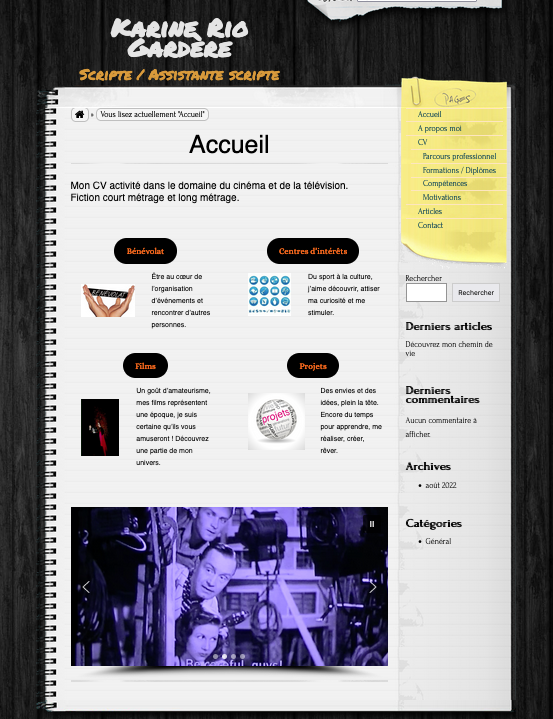 Karine Rio
Gardère
Scripte / Assistante scripte
» Vous lisez actuellement "Accueil"
Accueil
Mon CV activité dans le domaine du cinéma et de la télévision.
Fiction court métrage et long métrage.
Bénévolat
BÉNÉVOLAT
Être au cœur de
l'organisation
d'événements et
rencontrer d'autres
personnes.
Centres d'intérêts
Du sport à la culture,
j'aime découvrir, attiser
ma curiosité et me
stimuler.
Films
Un goût d'amateurisme,
mes films représentent
une époque, je suis
certaine qu'ils vous
amuseront ! Découvrez
une partie de mon
univers.
Projets
projets
Des envies et des
idées, plein la tête.
Encore du temps
pour apprendre, me
réaliser, créer,
rêver.
guys!
PAGES
Accueil
A propos moi
CV
Parcours professionnel
Formations / Diplômes
Compétences
Motivations
Articles
Contact
Rechercher
Rechercher
Derniers articles
Découvrez mon chemin de
vie
Derniers
commentaires
Aucun commentaire à
afficher.
Archives
• août 2022
Catégories
• Général